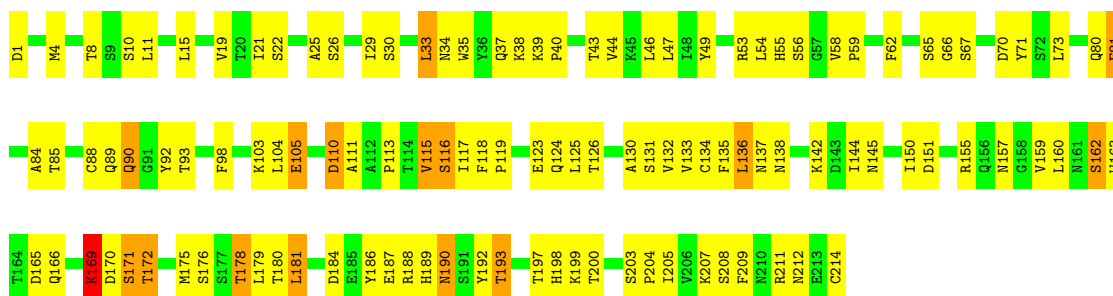 D1 M4 T8 S9 S10 L11 L15 V19 T20 I21 S22 A25 S26 I29 S30 L33 N34 W35 Y36 Q37 K38 K39 P40 T43 V44 K45 L46 L47 I48 Y49 R53 L54 H55 S56 G57 V58 P59 F62 S65 G66 S67 D70 Y71 S72 L73 Q80
A84 T85 C88 Q89 Q90 G91 Y92 T93 F98 K103 L104 E105 D110 A111 A112 P113 T114 V115 S116 I117 F118 P119 E123 Q124 L125 T126 A130 S131 V132 V133 C134 F135 L136 N137 N138 K142 D143 I144 N145 I150 D151 R155 Q156 N157 G158 V159 L160 N161 S162
T164 D165 Q166 K169 D170 S171 T172 M175 S176 S177 T178 L179 T180 L181 D184 E185 Y186 E187 R188 H189 N190 S191 Y192 T193 T197 H198 K199 T200 S203 P204 I205 V206 K207 S208 F209 N210 R211 N212 E213 C214